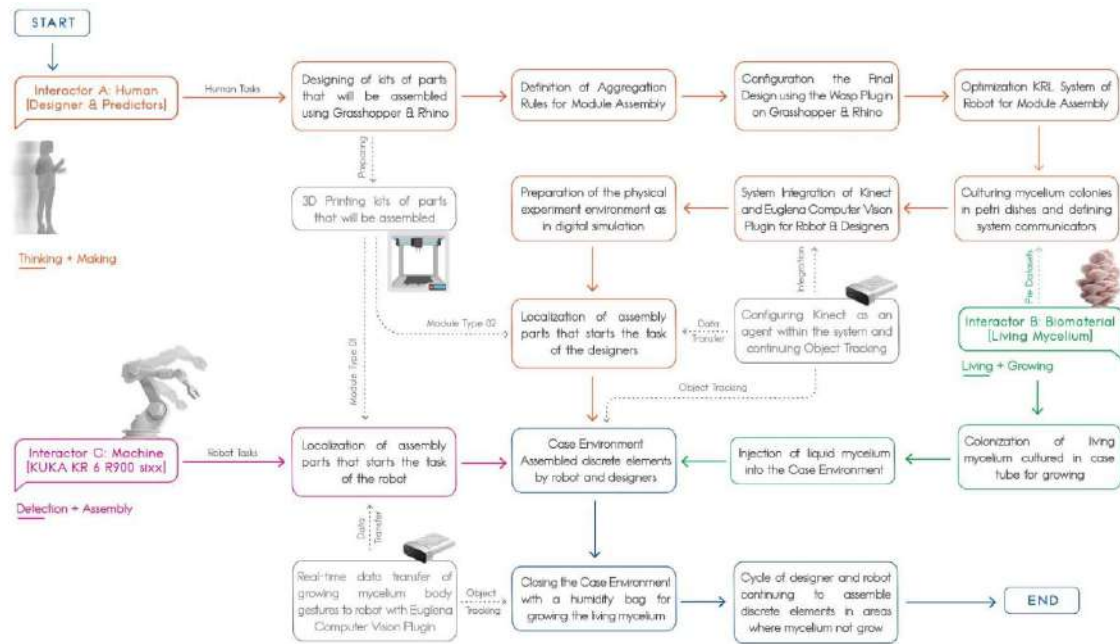 START
Interactor A: Human
[Designer & Predictors]
Human Tasks
Designing of kits of parts
that will be assembled
using Grasshopper & Rhino
Definition of Aggregation
Rules for Module Assembly
Configuration the Final
Design using the Wasp Plugin
on Grasshopper & Rhino
Optimization KRL System of
Robot for Module Assembly
Preparing
3D Printing kits of parts
that will be assembled
Preparation of the physical
experiment environment as
in digital simulation
System Integration of Kinect
and Euglena Computer Vision
Plugin for Robot & Designers
Culturing mycelium colonies
in petri dishes and defining
system communicators
Thinking + Making
Integration
Pre Datasets
Module Type 02
Localization of assembly
parts that starts the task
of the designers
Data
Transfer
Configuring Kinect as an
agent within the system and
continuing Object Tracking
Interactor B: Biomaterial
[Living Mycelium]
Living + Growing
Module Type 01
Object Tracking
Interactor C: Machine
[KUKA KR 6 R900 sixx]
Robot Tasks
Localization of assembly
parts that starts the task
of the robot
Case Environment
Assembled discrete elements
by robot and designers
Injection of liquid mycelium
into the Case Environment
Colonization of living
mycelium cultured in case
tube for growing
Detection + Assembly
Data
Transfer
Real-time data transfer of
growing mycelium body
gestures to robot with Euglena
Computer Vision Plugin
Object
Tracking
Closing the Case Environment
with a humidity bag for
growing the living mycelium
Cycle of designer and robot
continuing to assemble
discrete elements in areas
where mycelium not grow
END